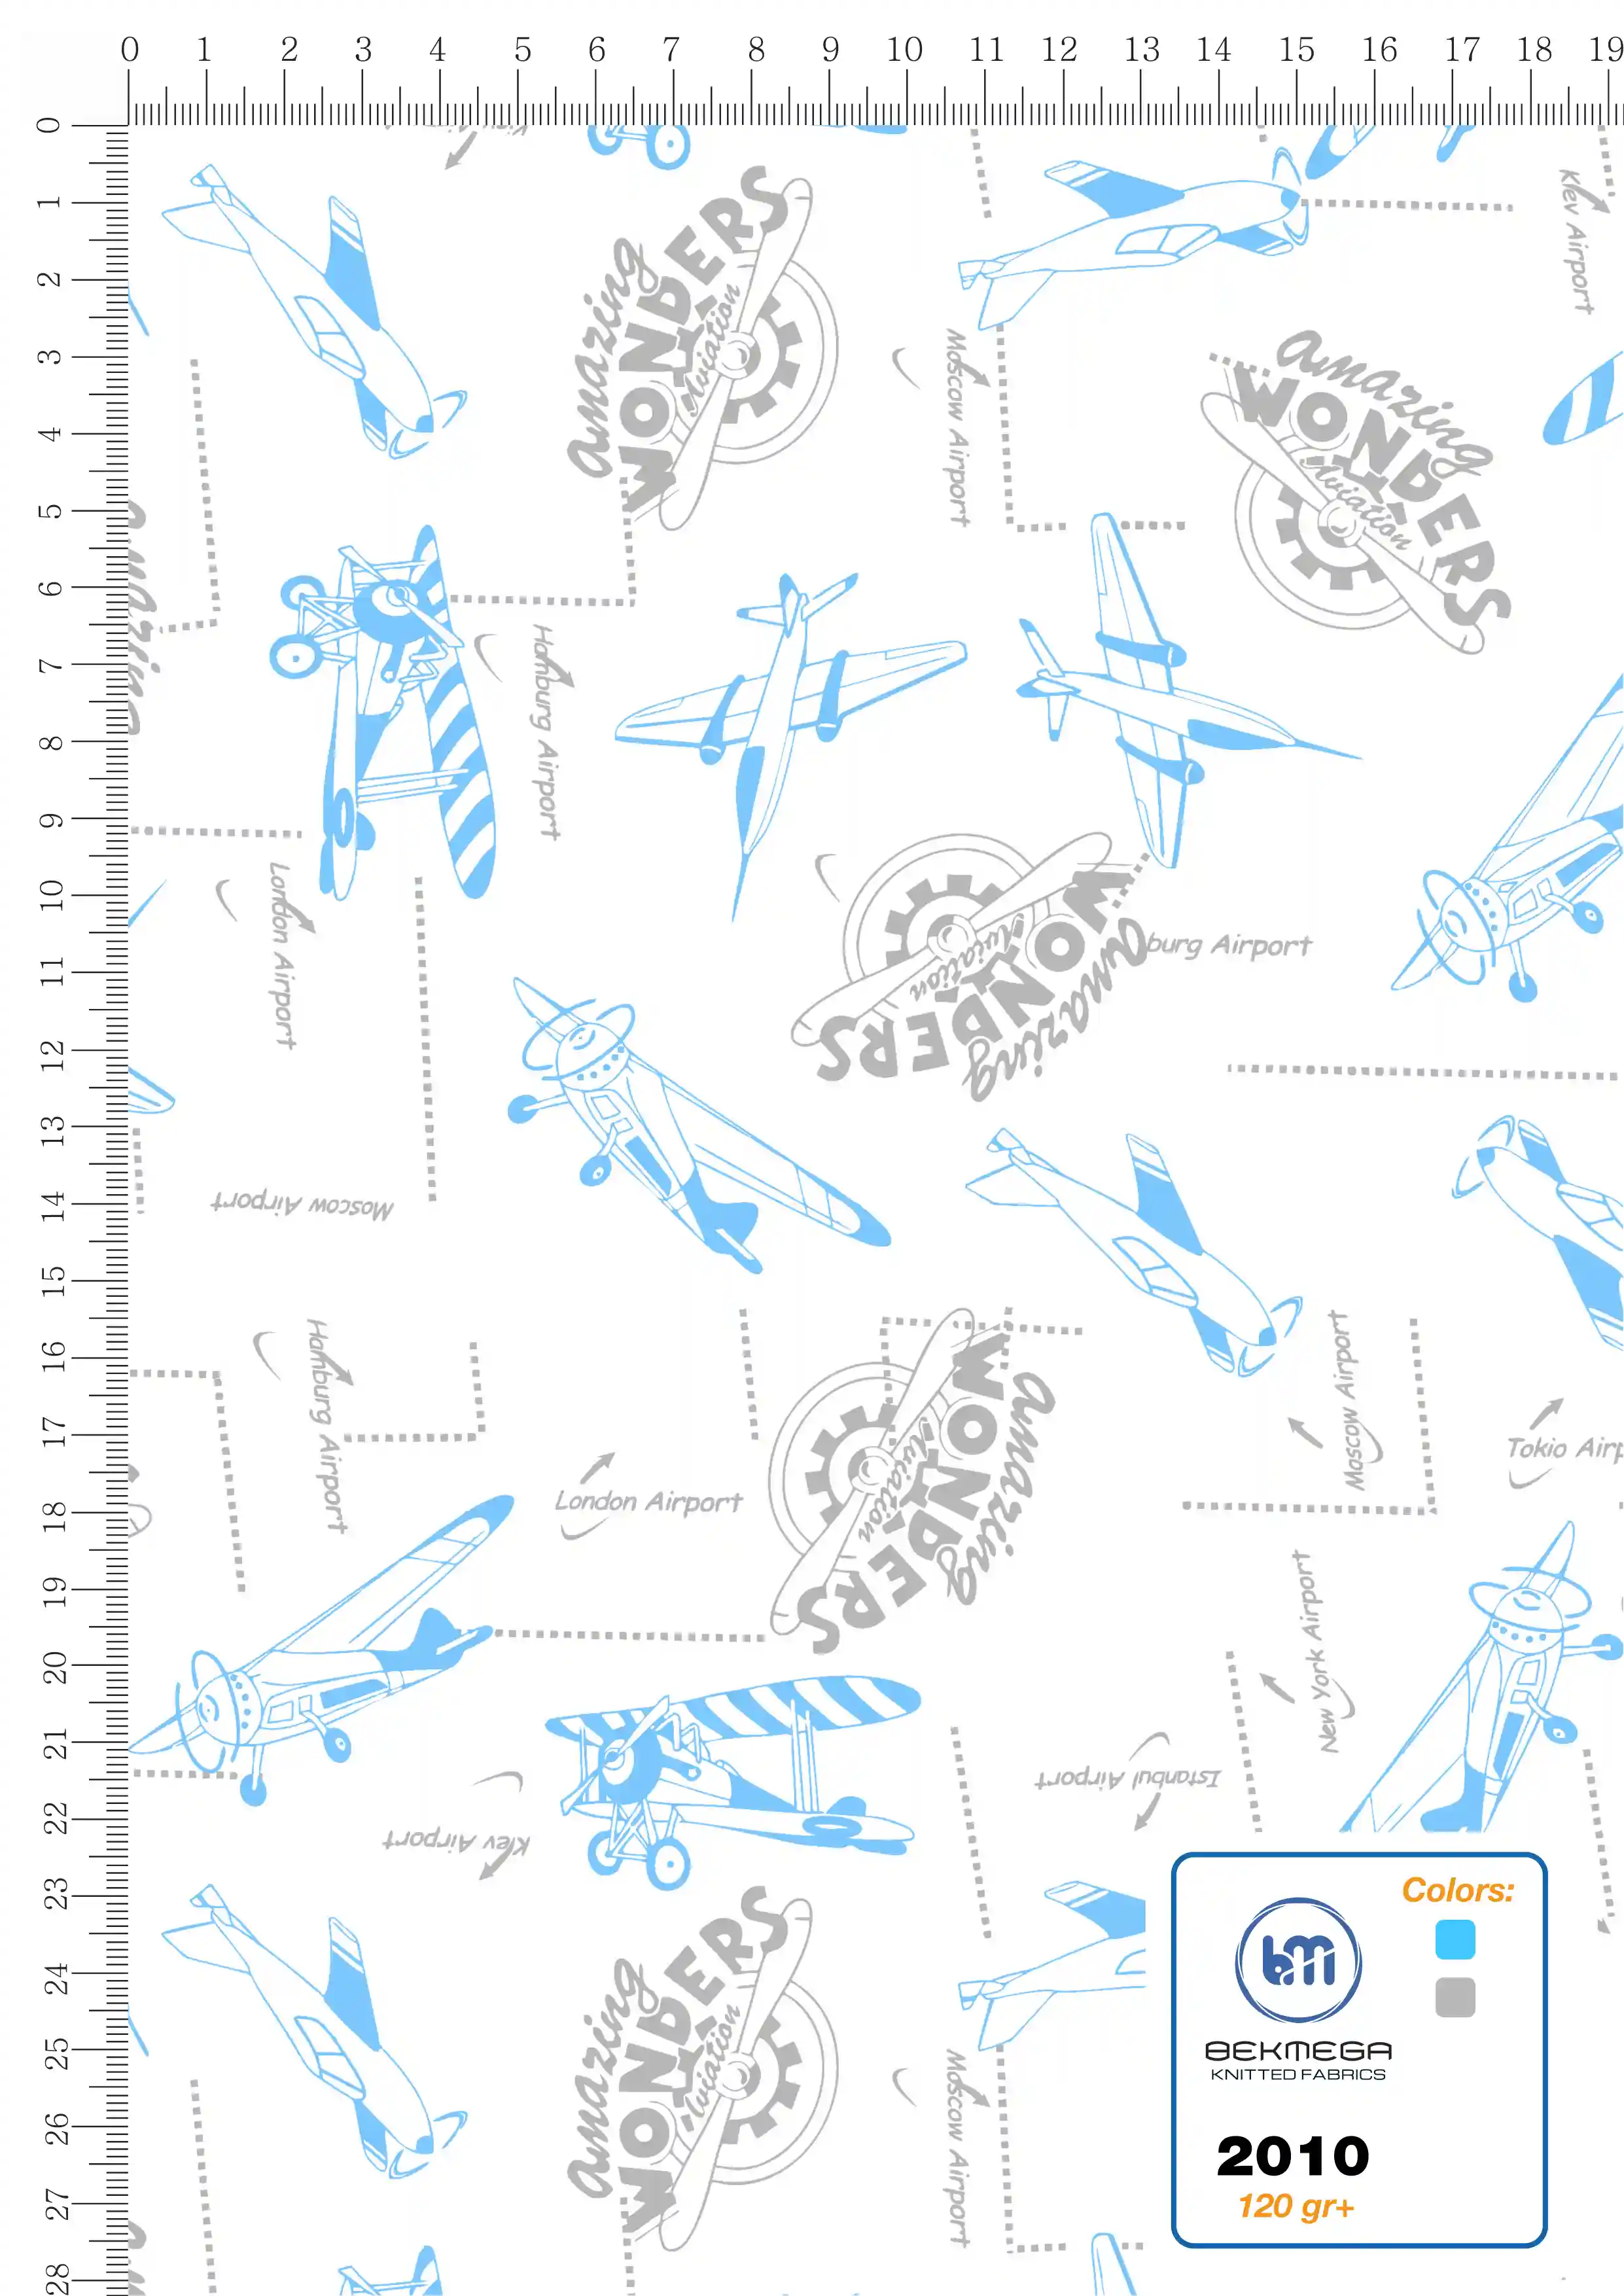 0 1 2 3 4 5 6 7 8 9 10 11 12 13 14 15 16 17 18 19
0
1
2
3
4
5
6
7
8
9
10
11
12
13
14
15
16
17
18
19
20
21
22
23
24
25
26
27
28
Kiev Airport
amazing
WONDERS
Aviation
Moscow Airport
amazing
WONDERS
Aviation
amazing
Hamburg Airport
London Airport
amazing
WONDERS
Aviation
burg Airport
Moscow Airport
Hamburg Airport
Moscow Airport
amazing
WONDERS
Aviation
Tokio Airp
London Airport
New York Airport
Istanbul Airport
Kiev Airport
amazing
WONDERS
Aviation
Moscow Airport
Colors:
bm
BEKMEGA
KNITTED FABRICS
2010
120 gr+